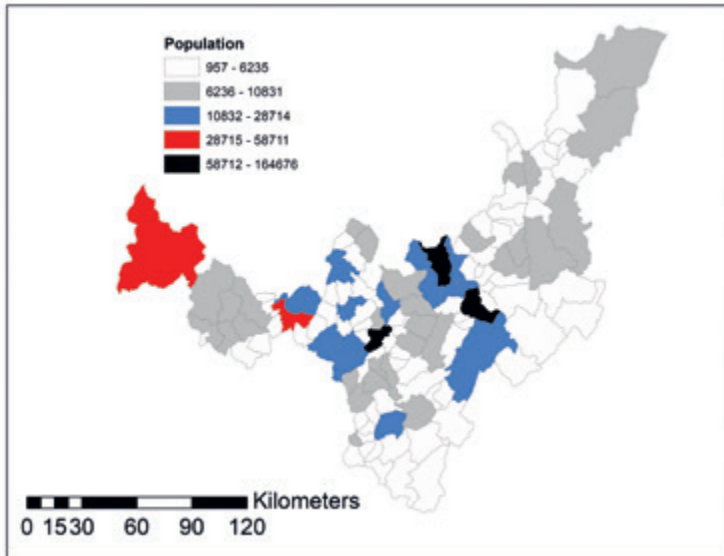 Population
957 - 6235
6236 - 10831
10832 - 28714
28715 - 58711
58712 - 164676
Kilometers
0 15 30 60 90 120